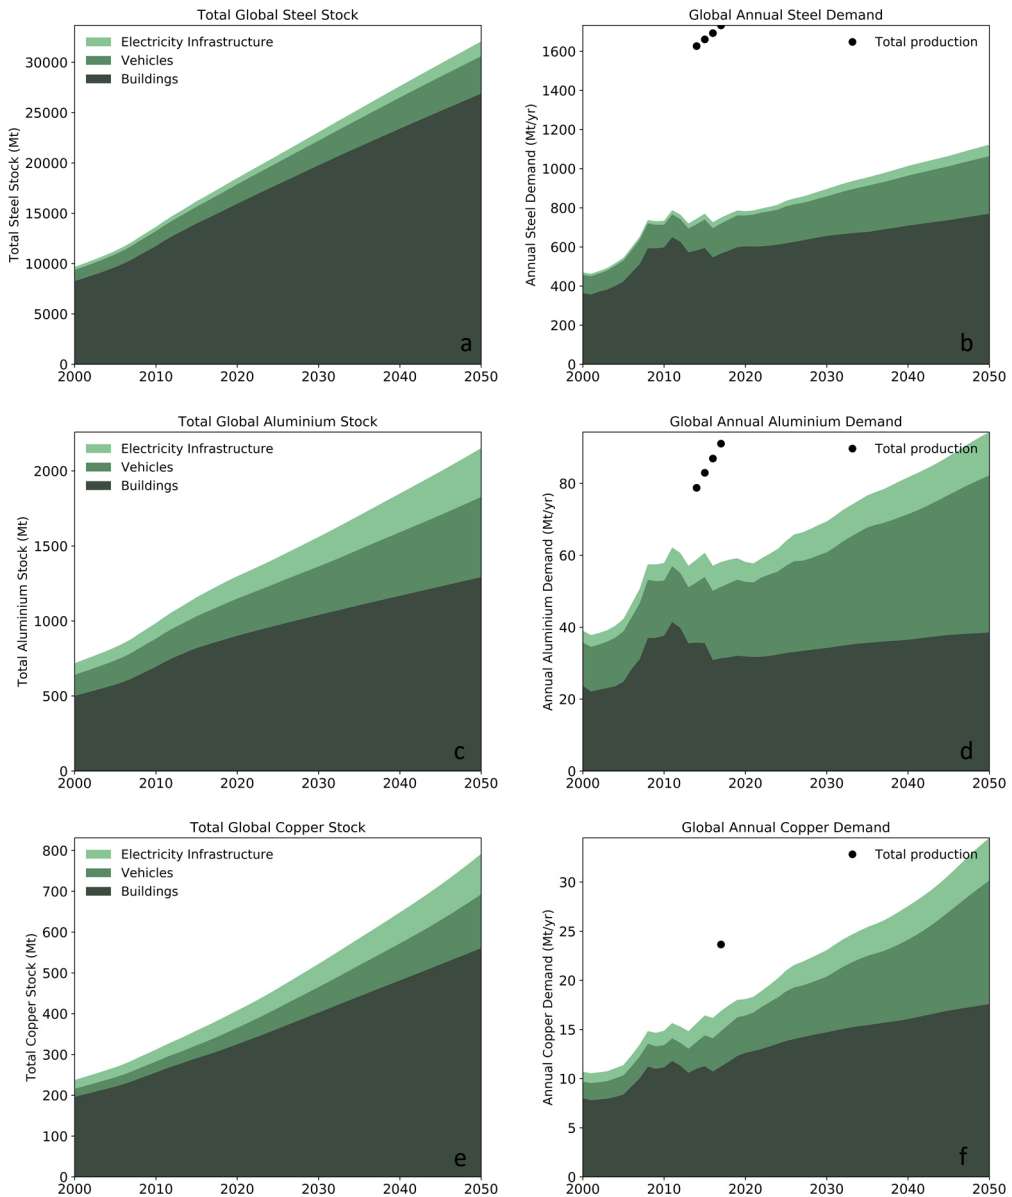 Total Global Steel Stock
Electricity Infrastructure
Vehicles
Buildings
Total Steel Stock (Mt)
30000
25000
20000
15000
10000
5000
0
2000 2010 2020 2030 2040 2050
a
Global Annual Steel Demand
Total production
Annual Steel Demand (Mt/yr)
1600
1400
1200
1000
800
600
400
200
0
2000 2010 2020 2030 2040 2050
b
Total Global Aluminium Stock
Electricity Infrastructure
Vehicles
Buildings
Total Aluminium Stock (Mt)
2000
1500
1000
500
0
2000 2010 2020 2030 2040 2050
c
Global Annual Aluminium Demand
Total production
Annual Aluminium Demand (Mt/yr)
80
60
40
20
0
2000 2010 2020 2030 2040 2050
d
Total Global Copper Stock
Electricity Infrastructure
Vehicles
Buildings
Total Copper Stock (Mt)
800
700
600
500
400
300
200
100
0
2000 2010 2020 2030 2040 2050
e
Global Annual Copper Demand
Total production
Annual Copper Demand (Mt/yr)
30
25
20
15
10
5
0
2000 2010 2020 2030 2040 2050
f